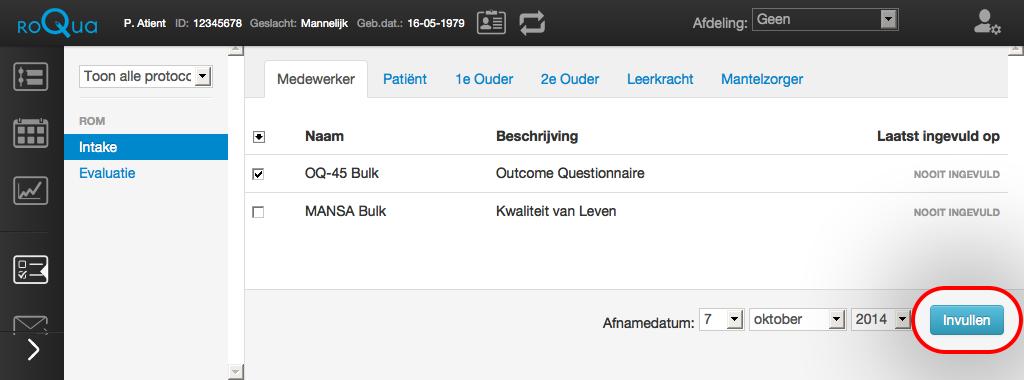 roQua P. Atient ID: 12345678 Geslacht: Mannelijk Geb.dat.: 16-05-1979 Afdeling: Geen
Toon alle protoco
Medewerker Patiënt 1e Ouder 2e Ouder Leerkracht Mantelzorger
ROM
Intake
Evaluatie
Naam Beschrijving Laatst ingevuld op
OQ-45 Bulk Outcome Questionnaire NOOIT INGEVULD
MANSA Bulk Kwaliteit van Leven NOOIT INGEVULD
Afnamedatum: 7 oktober 2014 Invullen